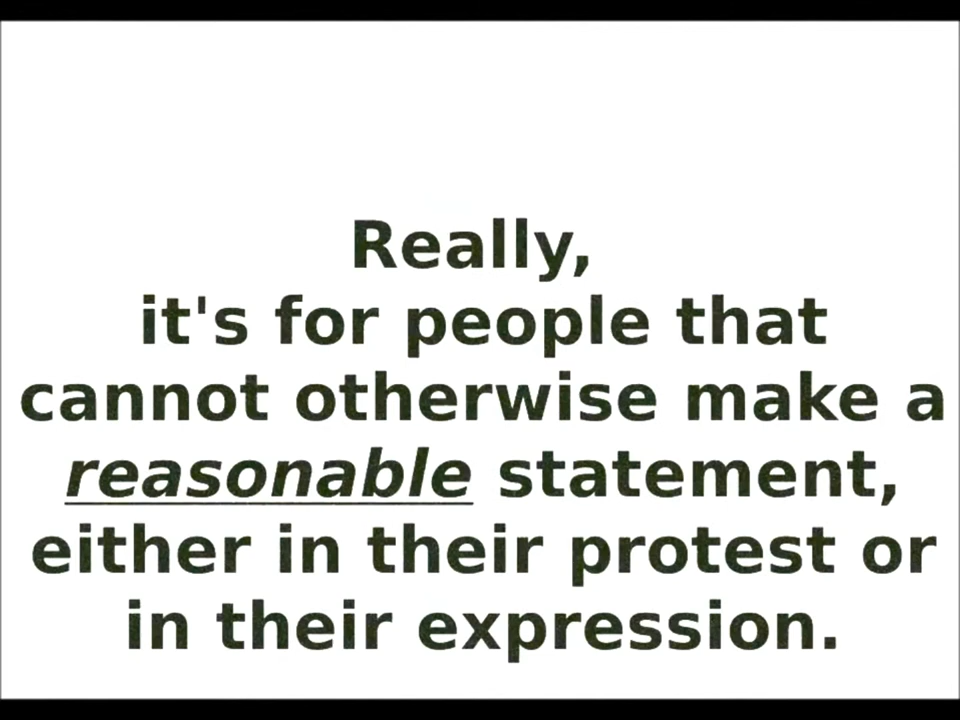 Really,
it's for people that
cannot otherwise make a
reasonable statement,
either in their protest or
in their expression.